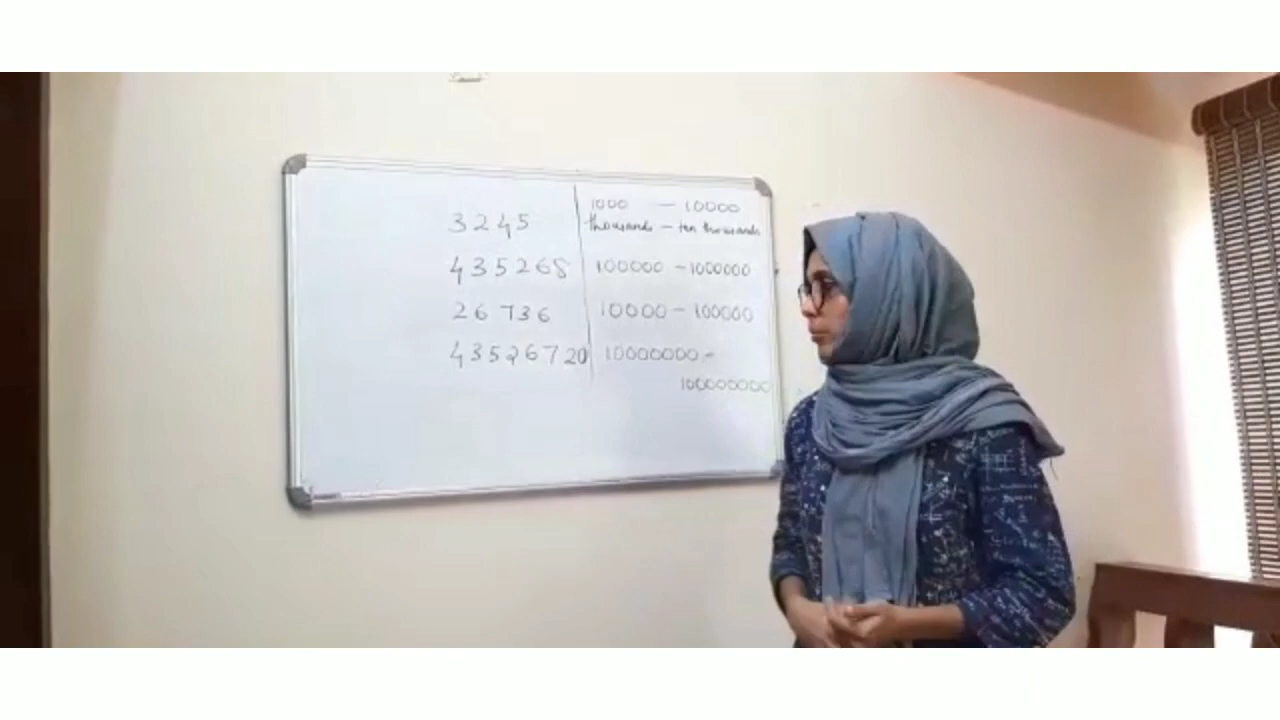 1000 — 10000
3245 thousands — ten thousands
435268 100000 – 1000000
26736 10000 – 100000
43526720 10000000 –
100000000